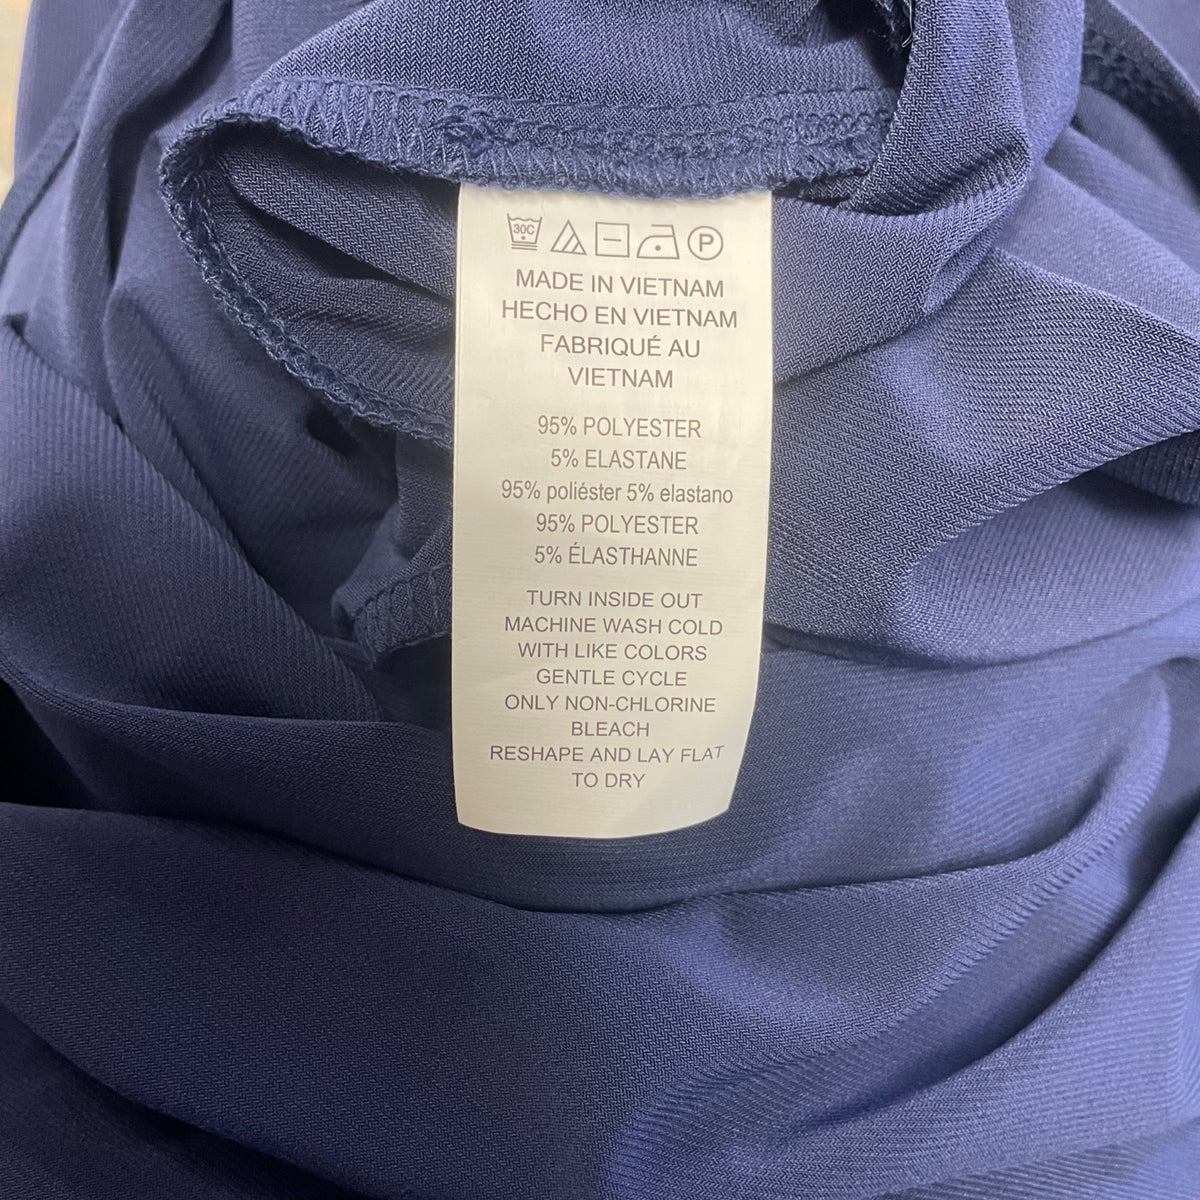 30C P
MADE IN VIETNAM
HECHO EN VIETNAM
FABRIQUÉ AU
VIETNAM
95% POLYESTER
5% ELASTANE
95% poliéster 5% elastano
95% POLYESTER
5% ÉLASTHANNE
TURN INSIDE OUT
MACHINE WASH COLD
WITH LIKE COLORS
GENTLE CYCLE
ONLY NON-CHLORINE
BLEACH
RESHAPE AND LAY FLAT
TO DRY